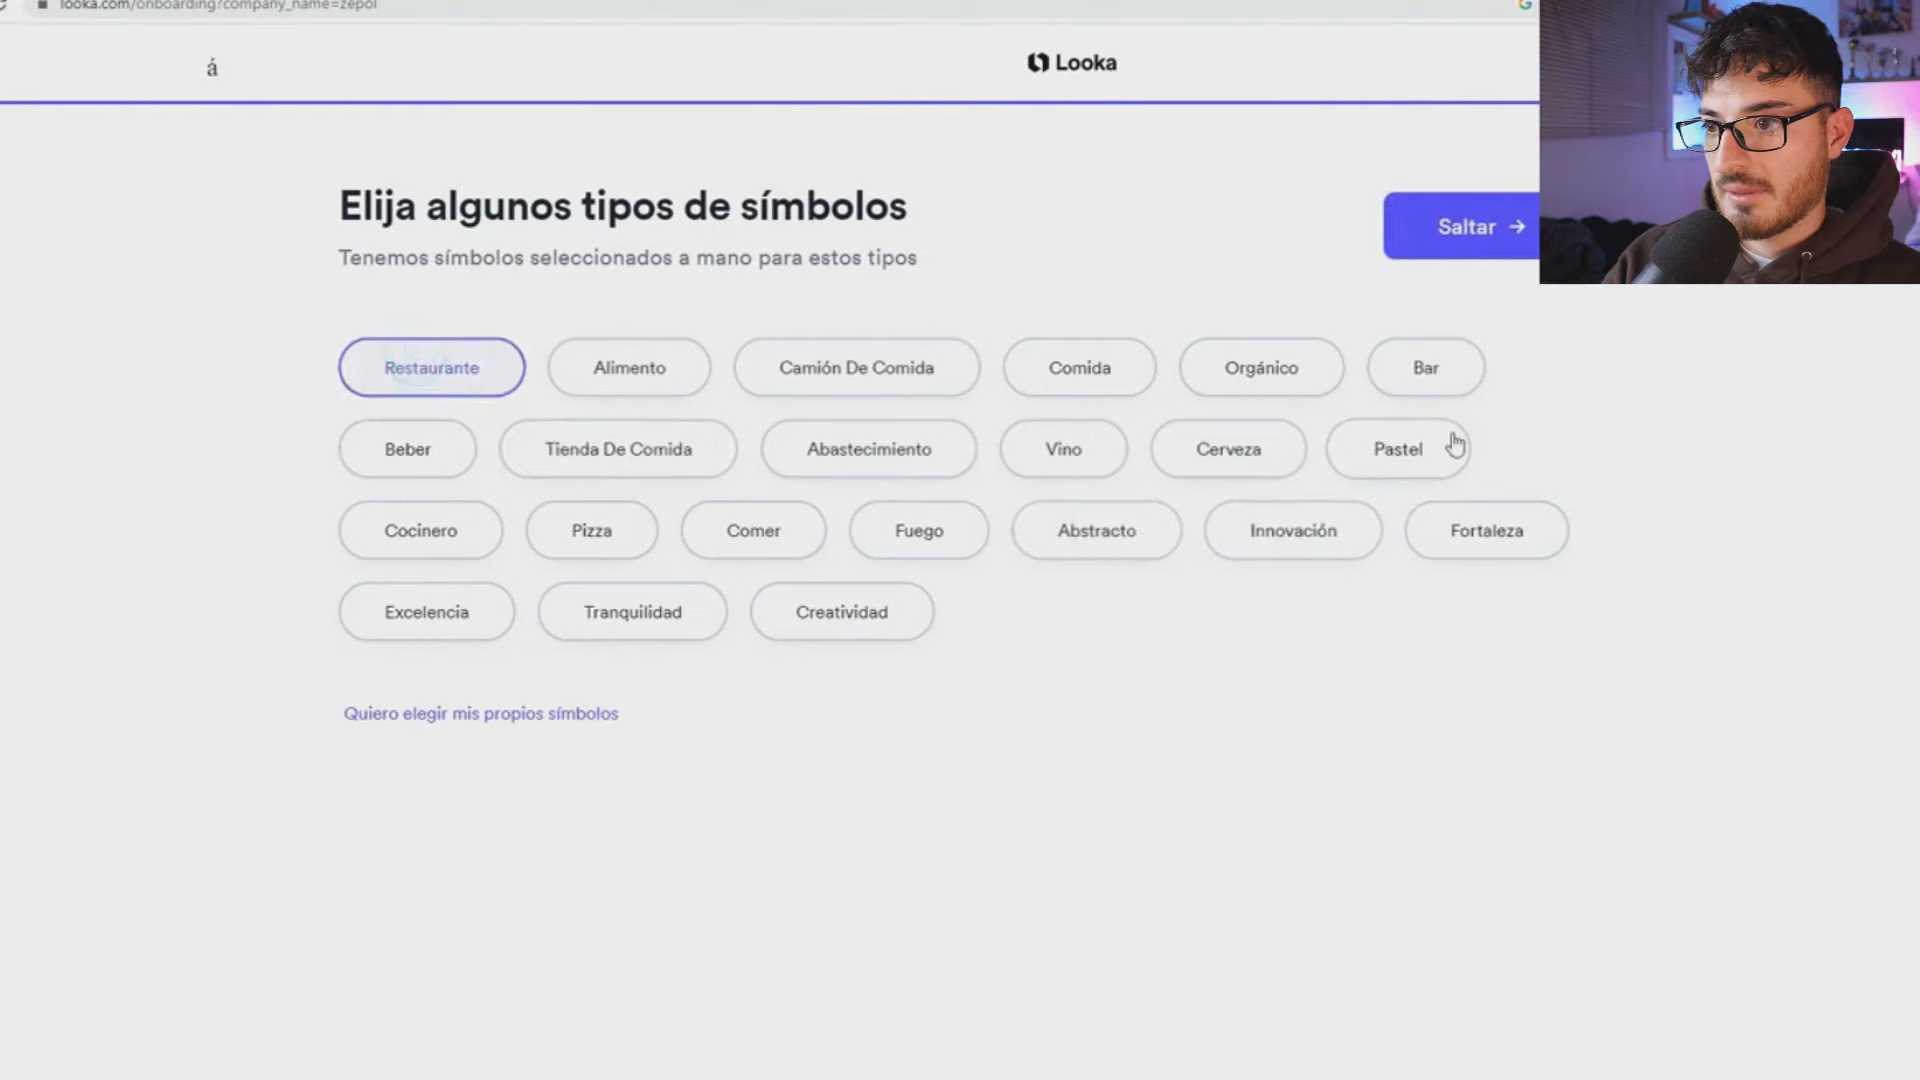 looka.com/onboarding?company_name=zepol
á
Looka
Elija algunos tipos de símbolos
Tenemos símbolos seleccionados a mano para estos tipos
Saltar →
Restaurante Alimento Camión De Comida Comida Orgánico Bar
Beber Tienda De Comida Abastecimiento Vino Cerveza Pastel
Cocinero Pizza Comer Fuego Abstracto Innovación Fortaleza
Excelencia Tranquilidad Creatividad
Quiero elegir mis propios símbolos